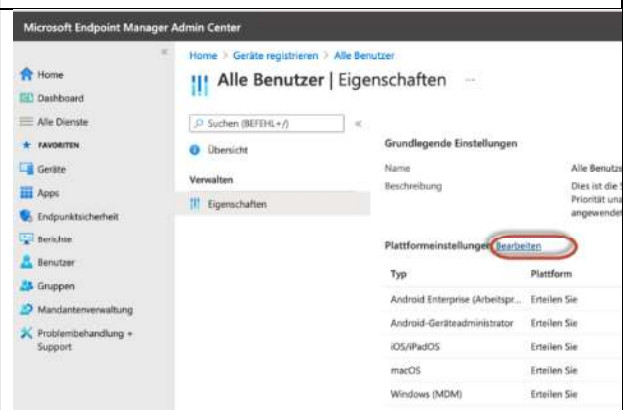 Microsoft Endpoint Manager Admin Center
Home > Geräte registrieren > Alle Benutzer
Alle Benutzer | Eigenschaften ...
Home
Dashboard
Alle Dienste
FAVORITEN
Geräte
Apps
Endpunktsicherheit
Berichte
Benutzer
Gruppen
Mandantenverwaltung
Problembehandlung +
Support
Suchen (BEFEHL+/)
Übersicht
Verwalten
Eigenschaften
Grundlegende Einstellungen
Name Alle Benutze
Beschreibung Dies ist die S
Priorität una
angewendet
Plattformeinstellungen Bearbeiten
Typ Plattform
Android Enterprise (Arbeitspr... Erteilen Sie
Android-Geräteadministrator Erteilen Sie
iOS/iPadOS Erteilen Sie
macOS Erteilen Sie
Windows (MDM) Erteilen Sie